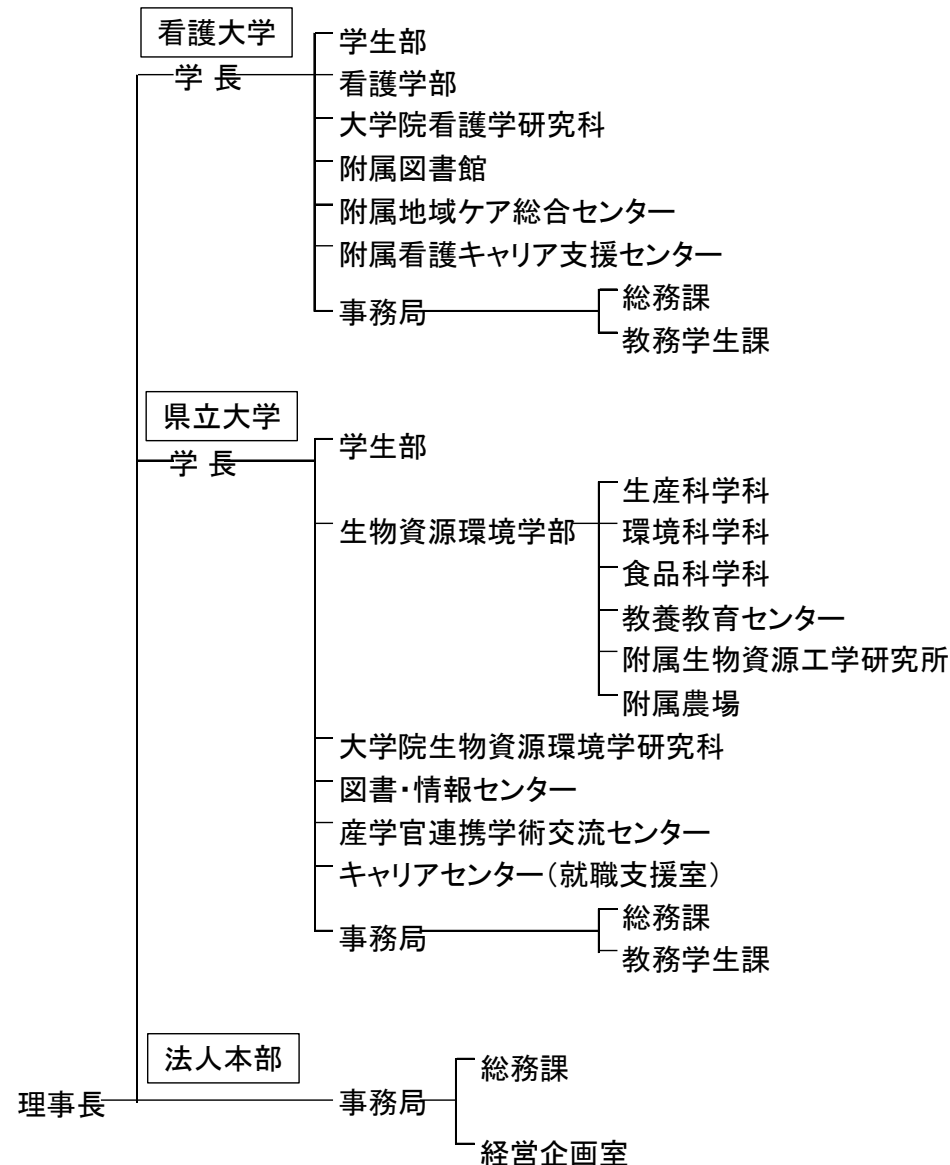 看護大学
学長
学生部
看護学部
大学院看護学研究科
附属図書館
附属地域ケア総合センター
附属看護キャリア支援センター
事務局
総務課
教務学生課
県立大学
学長
学生部
生物資源環境学部
生産科学科
環境科学科
食品科学科
教養教育センター
附属生物資源工学研究所
附属農場
大学院生物資源環境学研究科
図書・情報センター
産学官連携学術交流センター
キャリアセンター(就職支援室)
事務局
総務課
教務学生課
法人本部
理事長
事務局
総務課
経営企画室